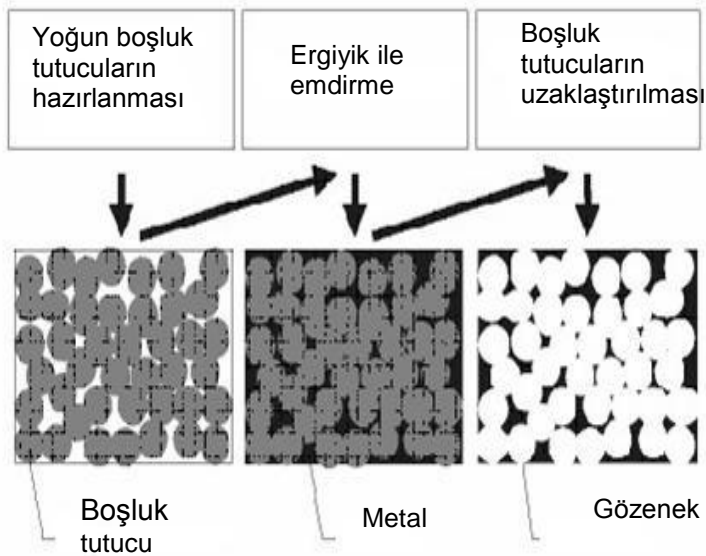 Yoğun boşluk
tutucuların
hazırlanması
Ergiyik ile
emdirme
Boşluk
tutucuların
uzaklaştırılması
Boşluk
tutucu
Metal
Gözenek